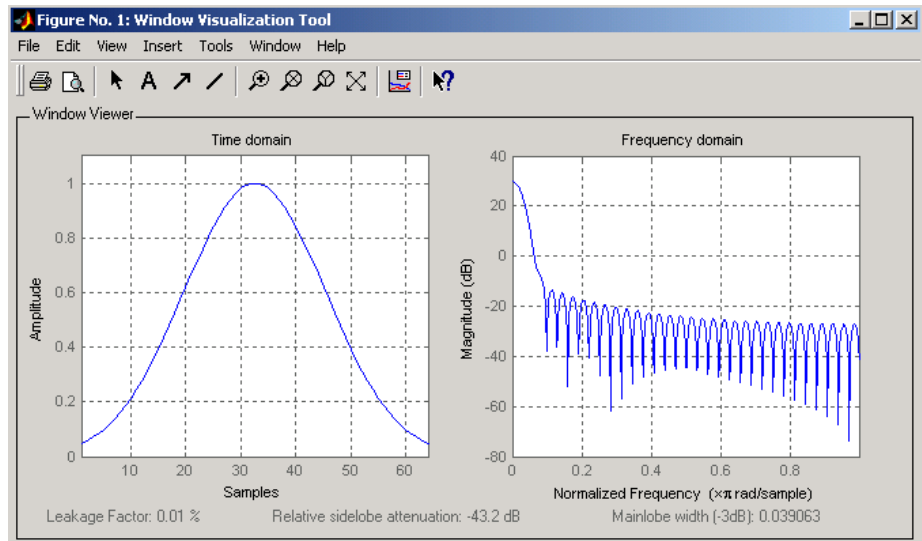 Figure No. 1: Window Visualization Tool
File Edit View Insert Tools Window Help
A
Window Viewer
Time domain
Frequency domain
1
0.8
0.6
0.4
0.2
0
Amplitude
10 20 30 40 50 60
Samples
40
20
0
-20
-40
-60
-80
Magnitude (dB)
0 0.2 0.4 0.6 0.8
Normalized Frequency (×π rad/sample)
Leakage Factor: 0.01 % Relative sidelobe attenuation: -43.2 dB Mainlobe width (-3dB): 0.039063